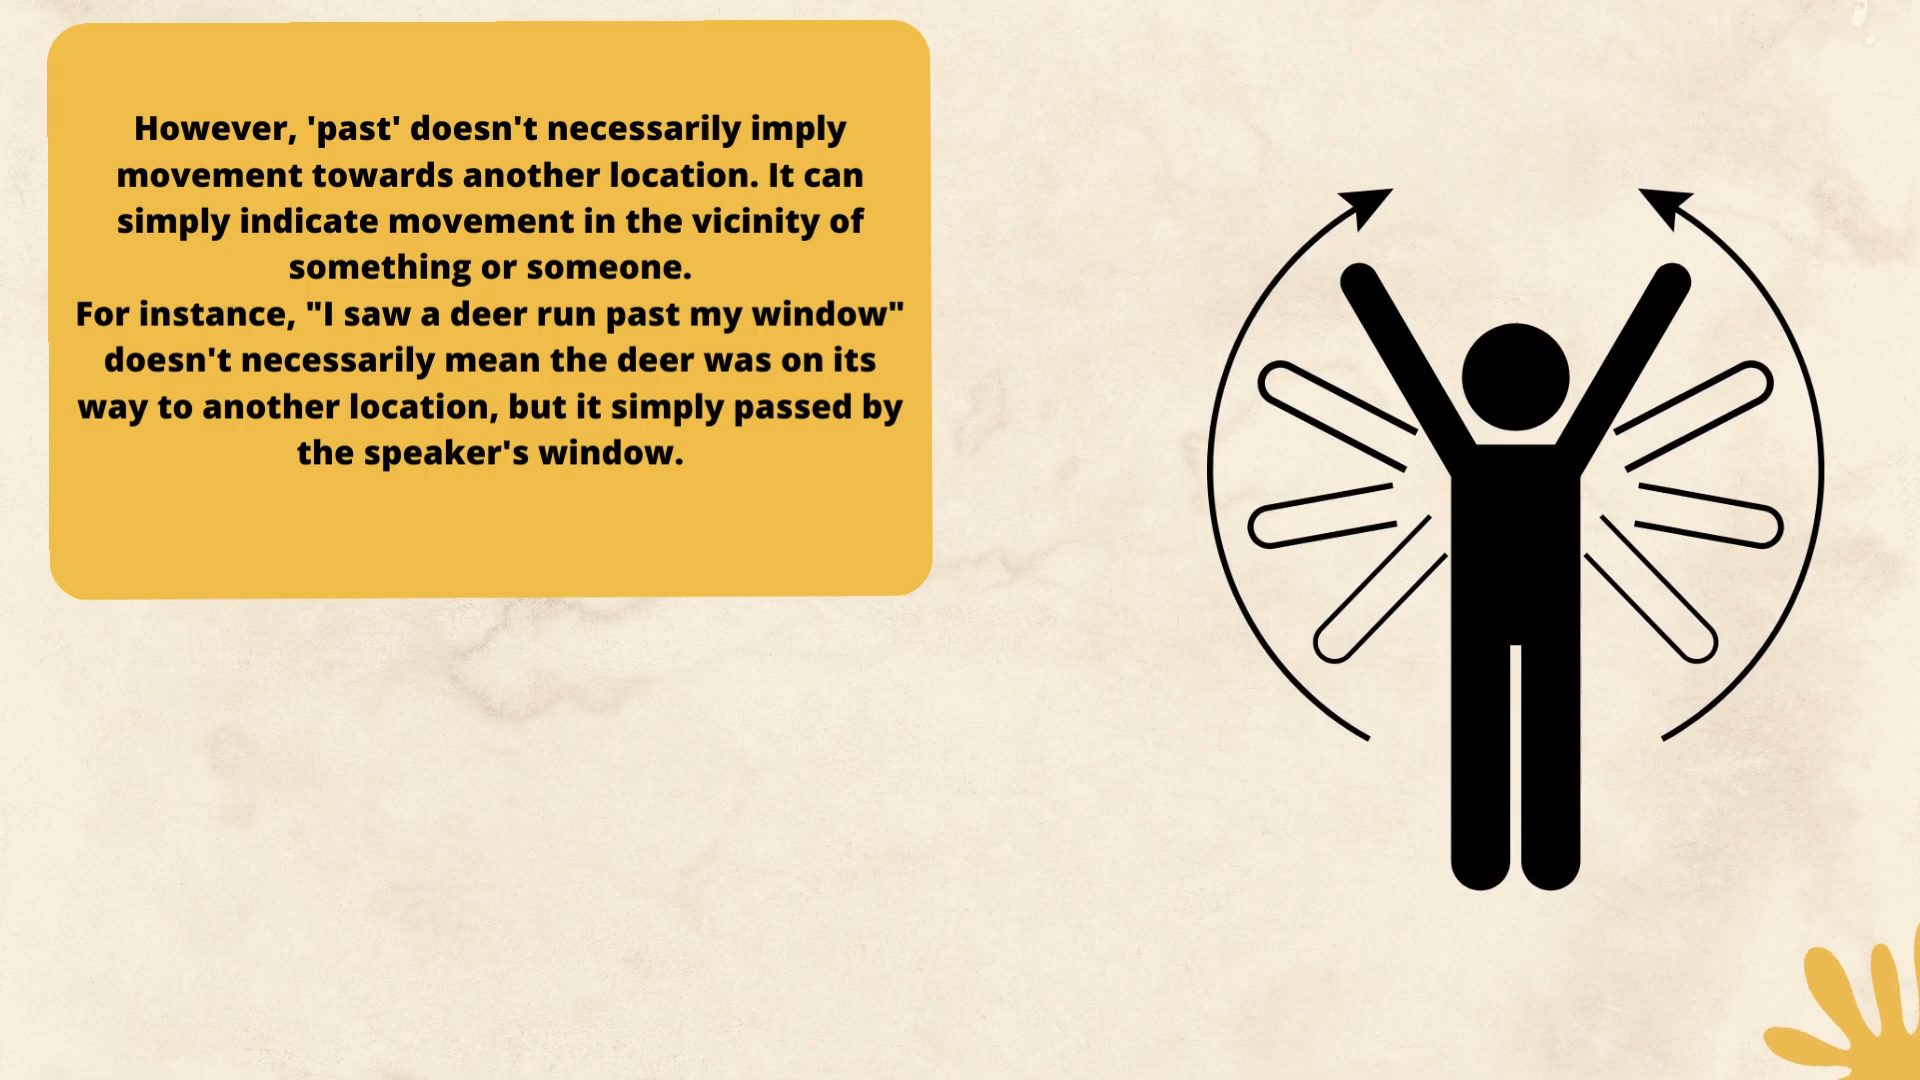 However, 'past' doesn't necessarily imply
movement towards another location. It can
simply indicate movement in the vicinity of
something or someone.
For instance, "I saw a deer run past my window"
doesn't necessarily mean the deer was on its
way to another location, but it simply passed by
the speaker's window.